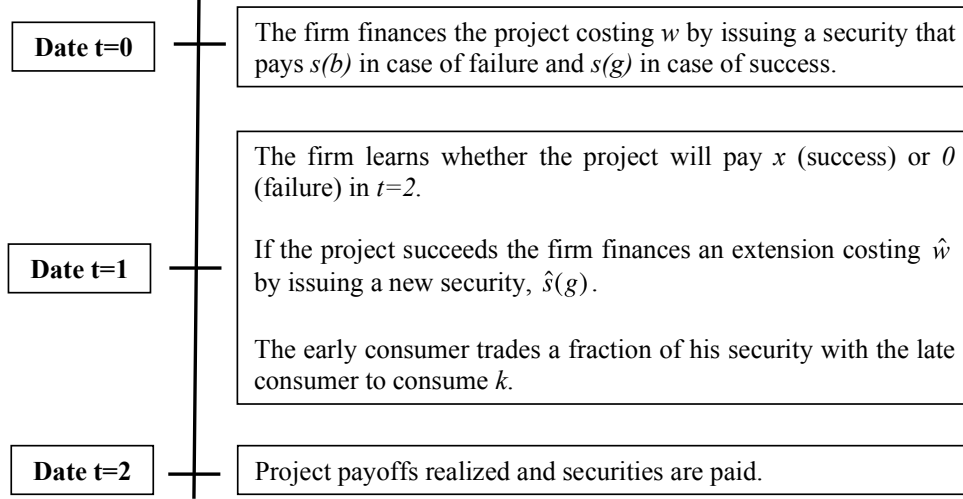 Date t=0
The firm finances the project costing w by issuing a security that
pays s(b) in case of failure and s(g) in case of success.
Date t=1
The firm learns whether the project will pay x (success) or 0
(failure) in t=2.
If the project succeeds the firm finances an extension costing ŵ
by issuing a new security, ŝ(g).
The early consumer trades a fraction of his security with the late
consumer to consume k.
Date t=2
Project payoffs realized and securities are paid.